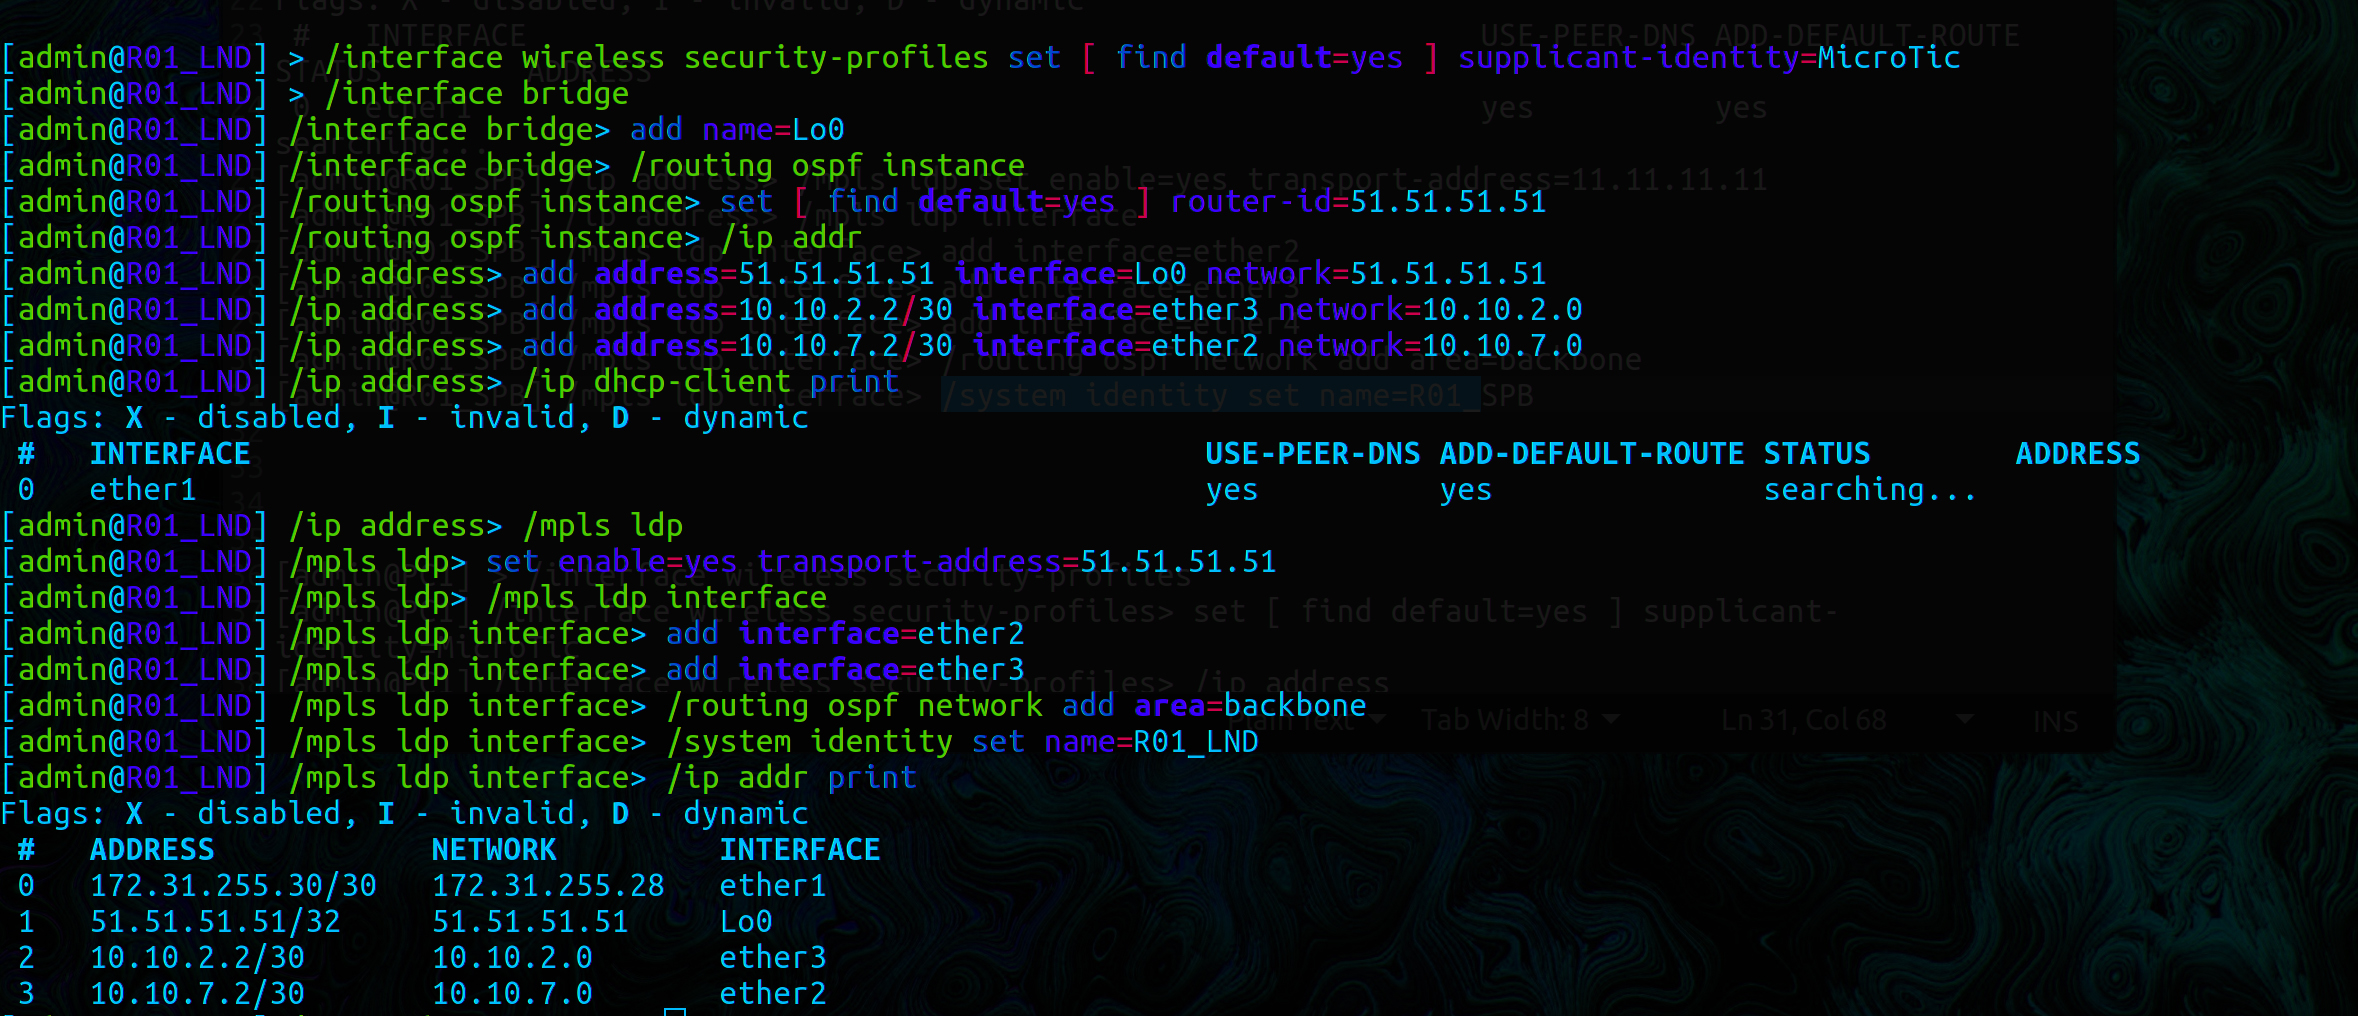 Flags: X - disabled, I - invalid, D - dynamic
# INTERFACE USE-PEER-DNS ADD-DEFAULT-ROUTE
[admin@R01_LND] > /interface wireless security-profiles set [ find default=yes ] supplicant-identity=MicroTic
[admin@R01_LND] > /interface bridge
[admin@R01_LND] /interface bridge> add name=Lo0
[admin@R01_LND] /interface bridge> /routing ospf instance
[admin@R01_LND] /routing ospf instance> set [ find default=yes ] router-id=51.51.51.51
[admin@R01_LND] /routing ospf instance> /ip addr
[admin@R01_LND] /ip address> add address=51.51.51.51 interface=Lo0 network=51.51.51.51
[admin@R01_LND] /ip address> add address=10.10.2.2/30 interface=ether3 network=10.10.2.0
[admin@R01_LND] /ip address> add address=10.10.7.2/30 interface=ether2 network=10.10.7.0
[admin@R01_LND] /ip address> /ip dhcp-client print
Flags: X - disabled, I - invalid, D - dynamic
# INTERFACE USE-PEER-DNS ADD-DEFAULT-ROUTE STATUS ADDRESS
0 ether1 yes yes searching...
[admin@R01_LND] /ip address> /mpls ldp
[admin@R01_LND] /mpls ldp> set enable=yes transport-address=51.51.51.51
[admin@R01_LND] /mpls ldp> /mpls ldp interface
[admin@R01_LND] /mpls ldp interface> add interface=ether2
[admin@R01_LND] /mpls ldp interface> add interface=ether3
[admin@R01_LND] /mpls ldp interface> /routing ospf network add area=backbone
[admin@R01_LND] /mpls ldp interface> /system identity set name=R01_LND
[admin@R01_LND] /mpls ldp interface> /ip addr print
Flags: X - disabled, I - invalid, D - dynamic
# ADDRESS NETWORK INTERFACE
0 172.31.255.30/30 172.31.255.28 ether1
1 51.51.51.51/32 51.51.51.51 Lo0
2 10.10.2.2/30 10.10.2.0 ether3
3 10.10.7.2/30 10.10.7.0 ether2